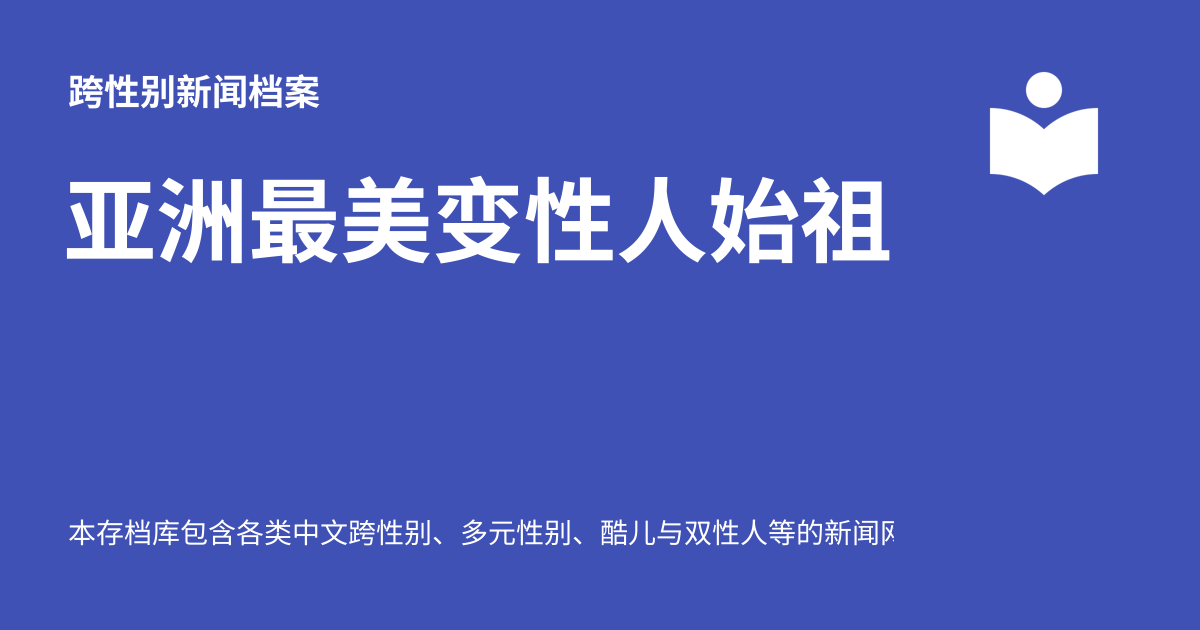 跨性别新闻档案
亚洲最美变性人始祖
本存档库包含各类中文跨性别、多元性别、酷儿与双性人等的新闻